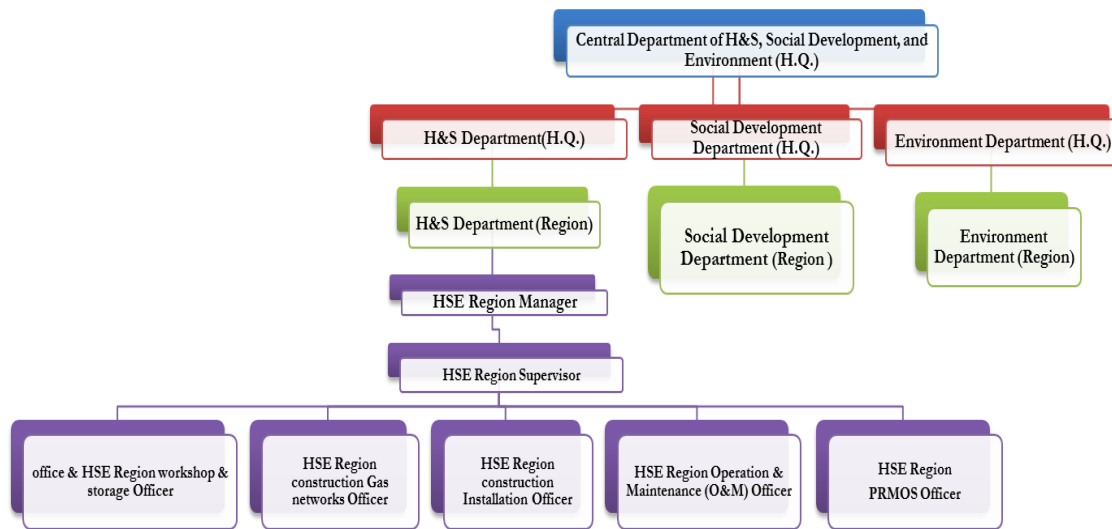 Central Department of H&S, Social Development, and
Environment (H.Q.)
H&S Department(H.Q.)
Social Development
Department (H.Q.)
Environment Department (H.Q.)
H&S Department (Region)
Social Development
Department (Region )
Environment
Department (Region)
HSE Region Manager
HSE Region Supervisor
office & HSE Region workshop &
storage Officer
HSE Region
construction Gas
networks Officer
HSE Region
construction
Installation Officer
HSE Region Operation &
Maintenance (O&M) Officer
HSE Region
PRMOS Officer